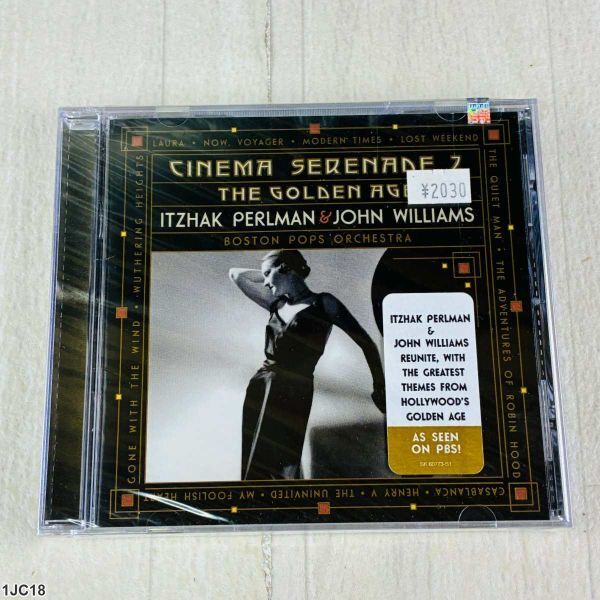 LAURA • NOW, VOYAGER • MODERN TIMES • LOST WEEKEND
CINEMA SERENADE 2
THE GOLDEN AGE
¥2030
ITZHAK PERLMAN & JOHN WILLIAMS
BOSTON POPS ORCHESTRA
GONE WITH THE WIND • WUTHERING HEIGHTS
THE QUIET MAN • THE ADVENTURES OF ROBIN HOOD
ITZHAK PERLMAN
&
JOHN WILLIAMS
REUNITE, WITH
THE GREATEST
THEMES FROM
HOLLYWOOD'S
GOLDEN AGE
AS SEEN
ON PBS!
SK 60773-S1
CASABLANCA • HENRY V • THE UNINVITED • MY FOOLISH HEART
1JC18